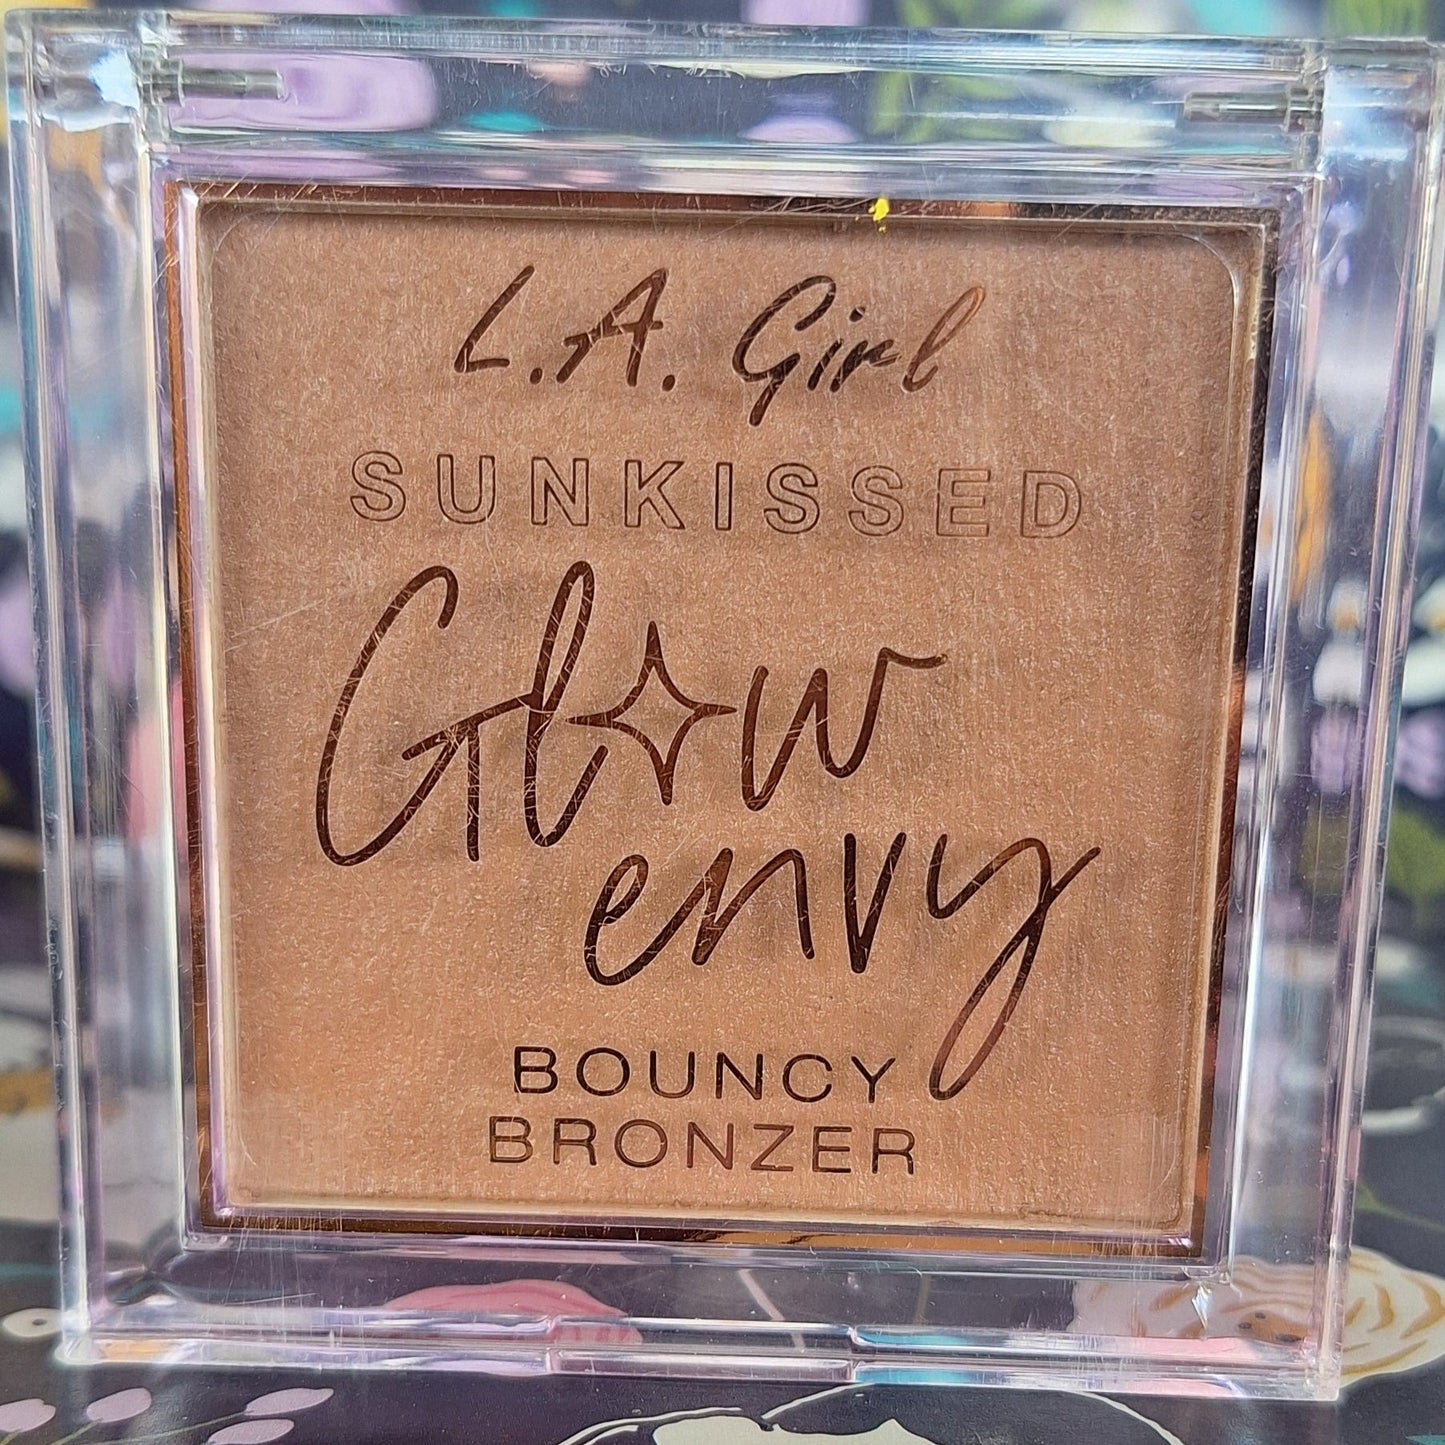 L.A. Girl
SUNKISSED
Glow
envy
BOUNCY
BRONZER